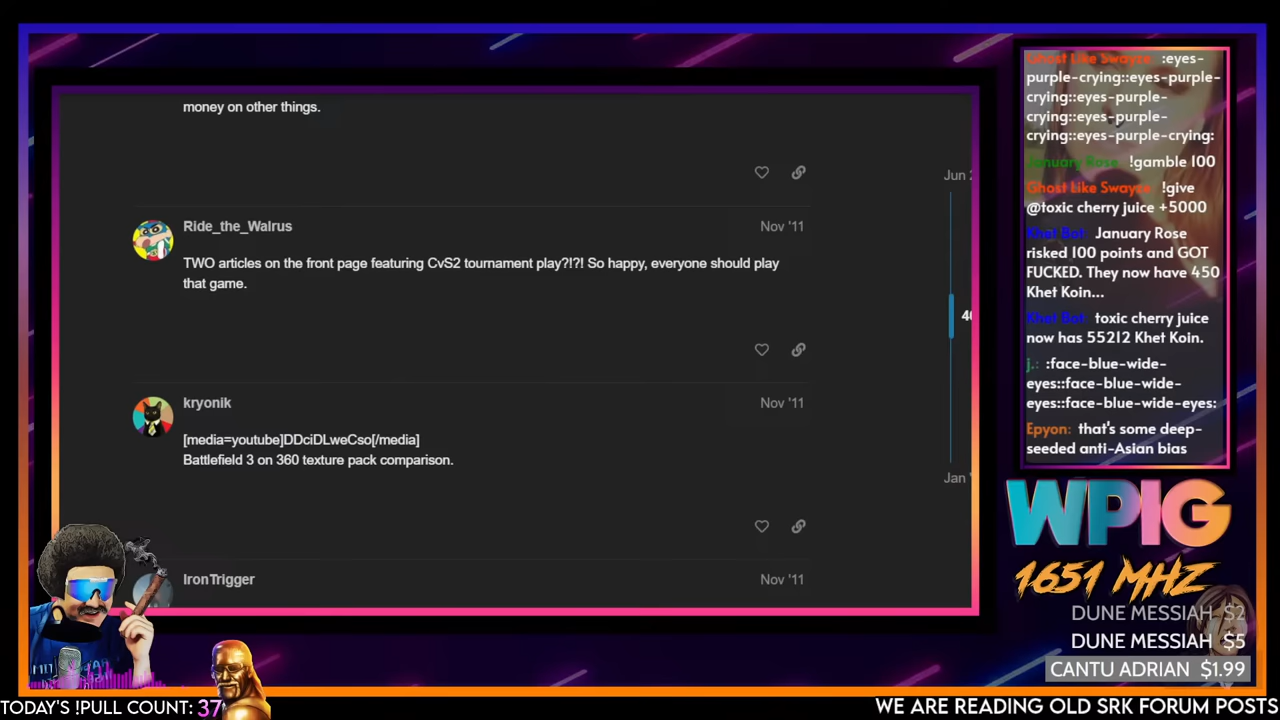 money on other things.
Jun 2
Ride_the_Walrus
Nov '11
TWO articles on the front page featuring CvS2 tournament play?!?! So happy, everyone should play
that game.
40
kryonik
Nov '11
[media=youtube]DDciDLweCso[/media]
Battlefield 3 on 360 texture pack comparison.
Jan '
IronTrigger
Nov '11
Ghost Like Swayze :eyes-
purple-crying::eyes-purple-
crying::eyes-purple-
crying::eyes-purple-
crying::eyes-purple-crying:
January Rose !gamble 100
Ghost Like Swayze !give
@toxic cherry juice +5000
Khet Bot January Rose
risked 100 points and GOT
FUCKED. They now have 450
Khet Koin...
Khet Bot toxic cherry juice
now has 55212 Khet Koin.
j.: :face-blue-wide-
eyes::face-blue-wide-
eyes::face-blue-wide-eyes:
Epyon: that's some deep-
seeded anti-Asian bias
WPIG
1651 MHZ
DUNE MESSIAH $2
DUNE MESSIAH $5
CANTU ADRIAN $1.99
TODAY'S !PULL COUNT: 37
WE ARE READING OLD SRK FORUM POSTS